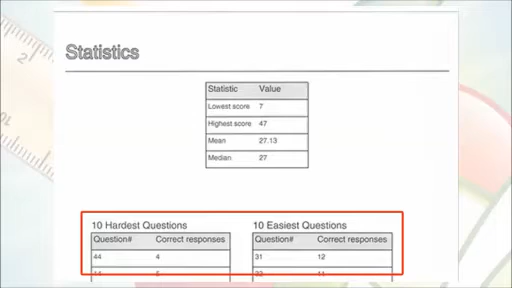 Statistics
Statistic Value
Lowest score 7
Highest score 47
Mean 27.13
Median 27
10 Hardest Questions 10 Easiest Questions
Question# Correct responses Question# Correct responses
44 4 31 12